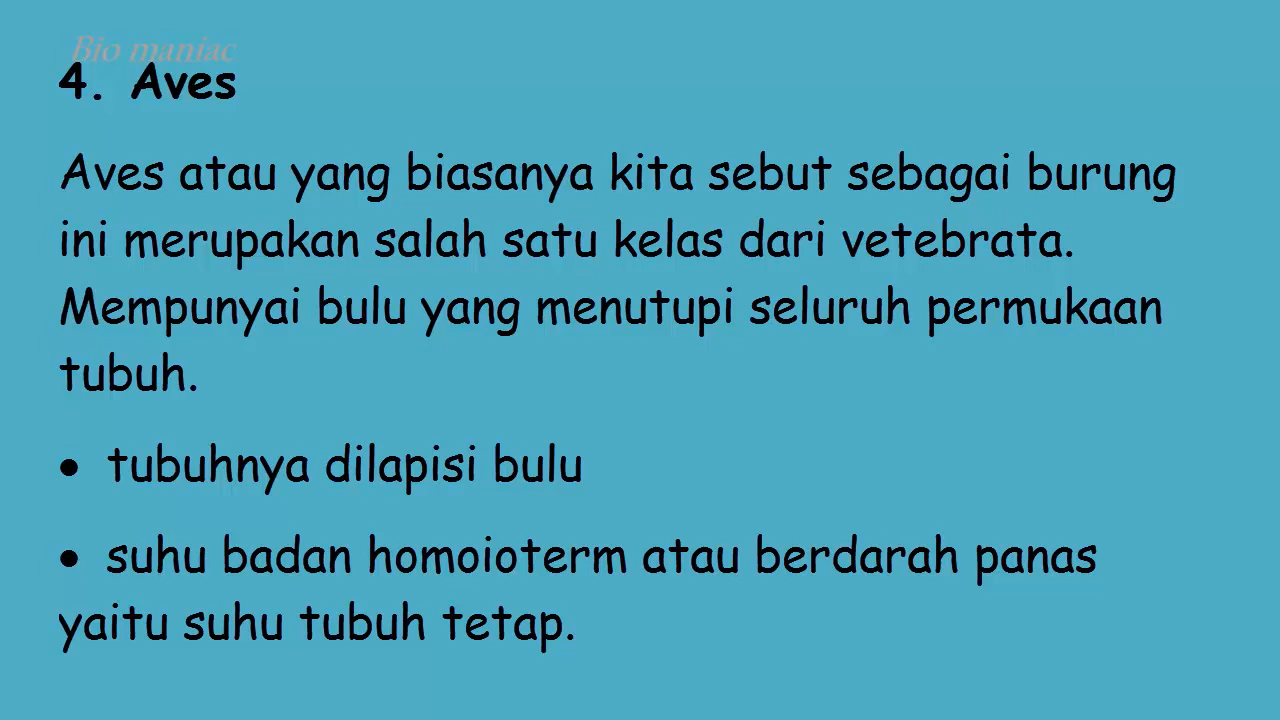 Bio maniac
4. Aves
Aves atau yang biasanya kita sebut sebagai burung
ini merupakan salah satu kelas dari vetebrata.
Mempunyai bulu yang menutupi seluruh permukaan
tubuh.
• tubuhnya dilapisi bulu
• suhu badan homoioterm atau berdarah panas
yaitu suhu tubuh tetap.